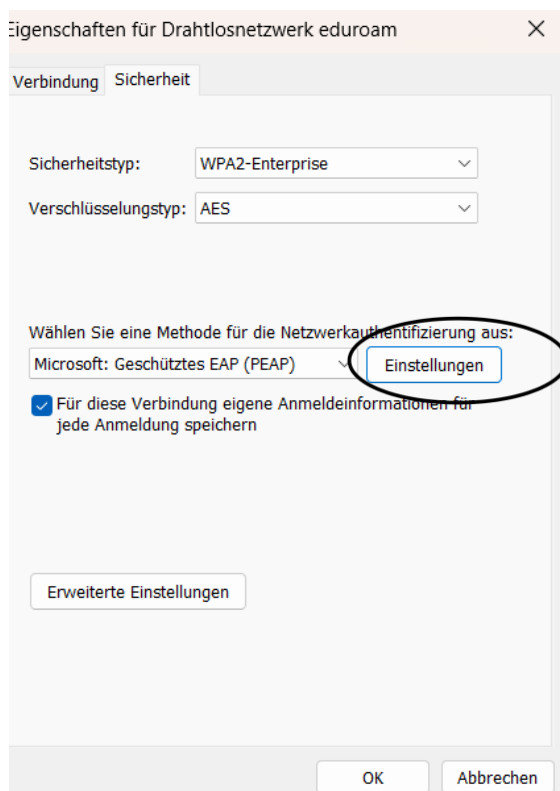 Eigenschaften für Drahtlosnetzwerk eduroam
Verbindung Sicherheit
Sicherheitstyp: WPA2-Enterprise
Verschlüsselungstyp: AES
Wählen Sie eine Methode für die Netzwerkauthentifizierung aus:
Microsoft: Geschütztes EAP (PEAP) Einstellungen
Für diese Verbindung eigene Anmeldeinformationen für
jede Anmeldung speichern
Erweiterte Einstellungen
OK Abbrechen